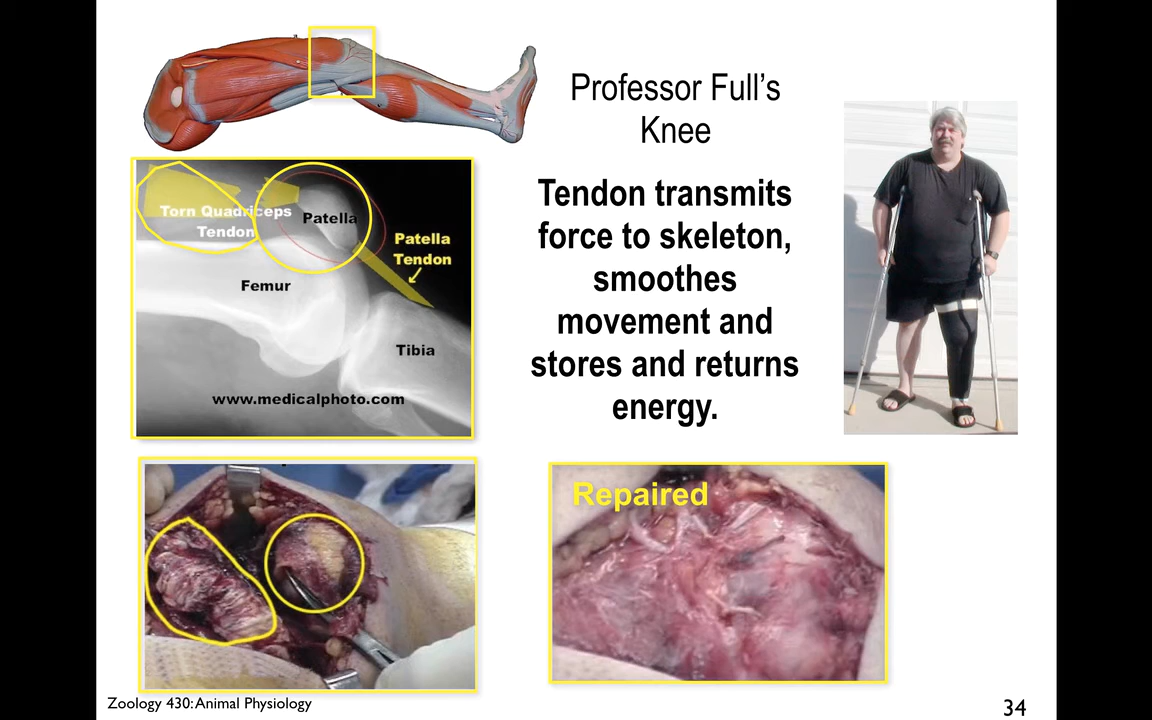 Professor Full's
Knee
Tendon transmits
force to skeleton,
smoothes
movement and
stores and returns
energy.
Torn Quadriceps
Tendon
Patella
Patella
Tendon
Femur
Tibia
www.medicalphoto.com
Repaired
Zoology 430: Animal Physiology
34